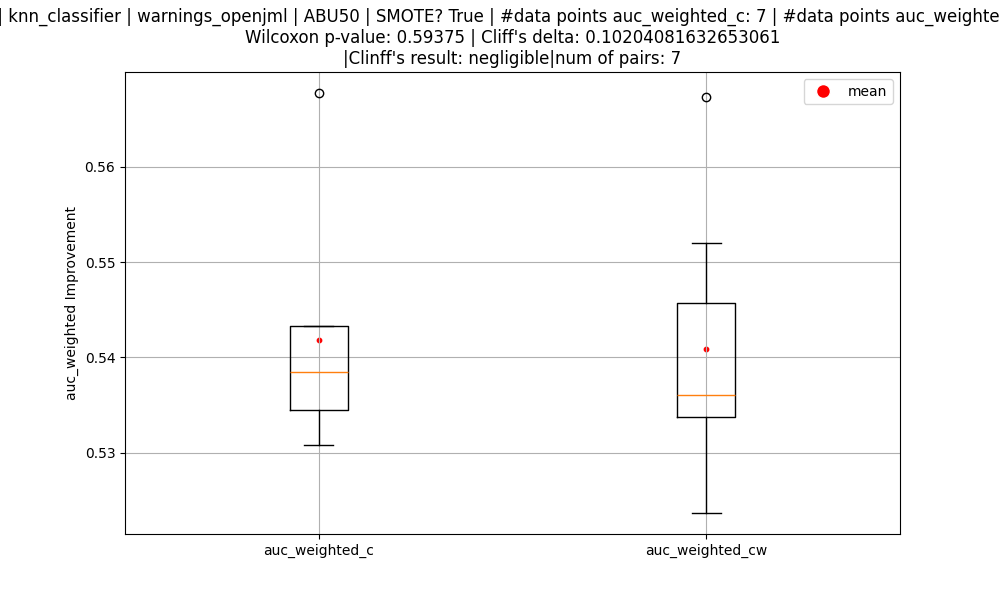 | knn_classifier | warnings_openjml | ABU50 | SMOTE? True | #data points auc_weighted_c: 7 | #data points auc_weighte
Wilcoxon p-value: 0.59375 | Cliff's delta: 0.10204081632653061
|Clinff's result: negligible|num of pairs: 7
mean
0.56
0.55
0.54
0.53
auc_weighted Improvement
auc_weighted_c
auc_weighted_cw